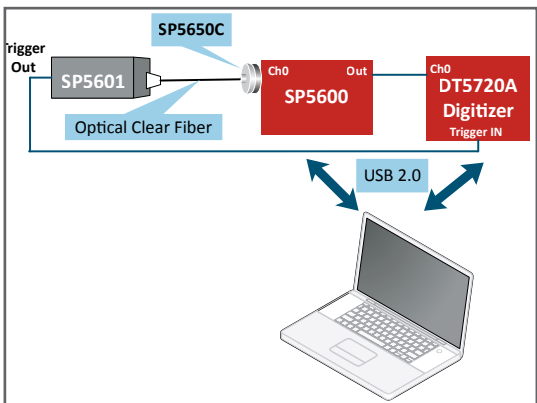 SP5650C
Trigger
Out
SP5601
Ch0
Out
SP5600
Ch0
DT5720A
Digitizer
Trigger IN
Optical Clear Fiber
USB 2.0